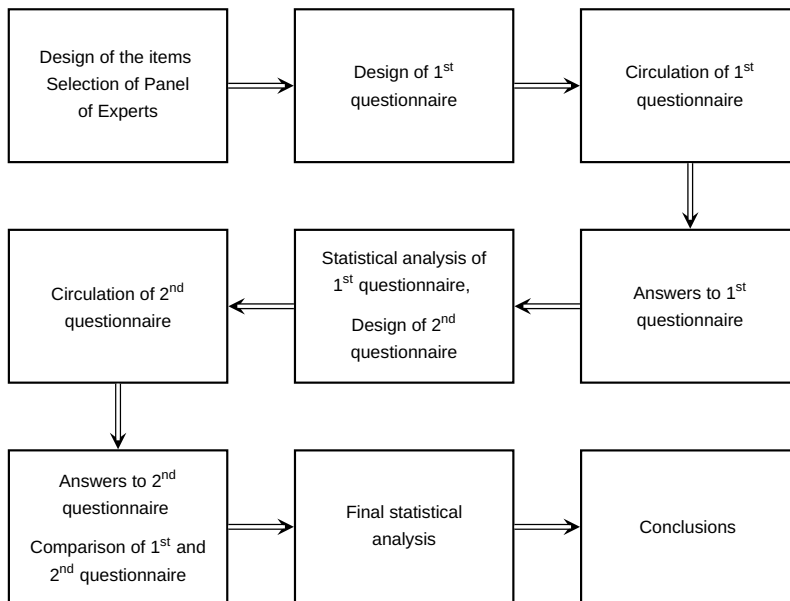 Design of the items
Selection of Panel
of Experts
Design of 1st
questionnaire
Circulation of 1st
questionnaire
Answers to 1st
questionnaire
Statistical analysis of
1st questionnaire,
Design of 2nd
questionnaire
Circulation of 2nd
questionnaire
Answers to 2nd
questionnaire
Comparison of 1st and
2nd questionnaire
Final statistical
analysis
Conclusions